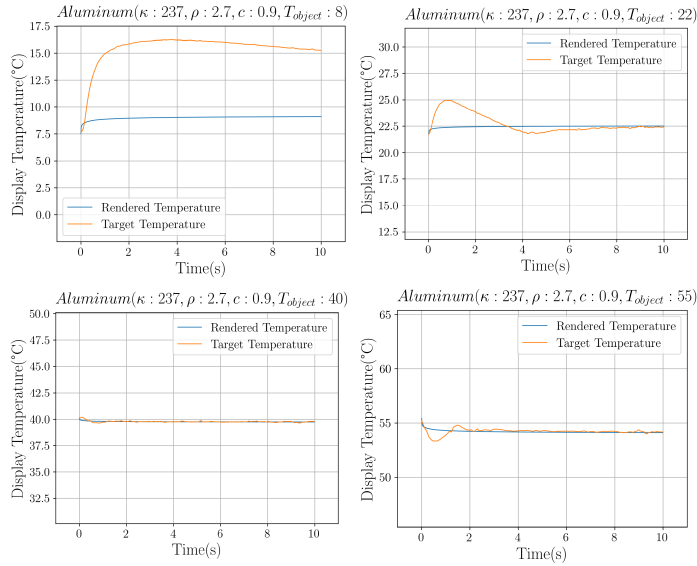 Aluminum(κ : 237, ρ : 2.7, c : 0.9, T_object : 8)
Display Temperature(°C)
17.5
15.0
12.5
10.0
7.5
5.0
2.5
0.0
Rendered Temperature
Target Temperature
0 2 4 6 8 10
Time(s)
Aluminum(κ : 237, ρ : 2.7, c : 0.9, T_object : 22)
Display Temperature(°C)
30.0
27.5
25.0
22.5
20.0
17.5
15.0
12.5
Rendered Temperature
Target Temperature
0 2 4 6 8 10
Time(s)
Aluminum(κ : 237, ρ : 2.7, c : 0.9, T_object : 40)
Display Temperature(°C)
50.0
47.5
45.0
42.5
40.0
37.5
35.0
32.5
Rendered Temperature
Target Temperature
0 2 4 6 8 10
Time(s)
Aluminum(κ : 237, ρ : 2.7, c : 0.9, T_object : 55)
Display Temperature(°C)
65
60
55
50
Rendered Temperature
Target Temperature
0 2 4 6 8 10
Time(s)